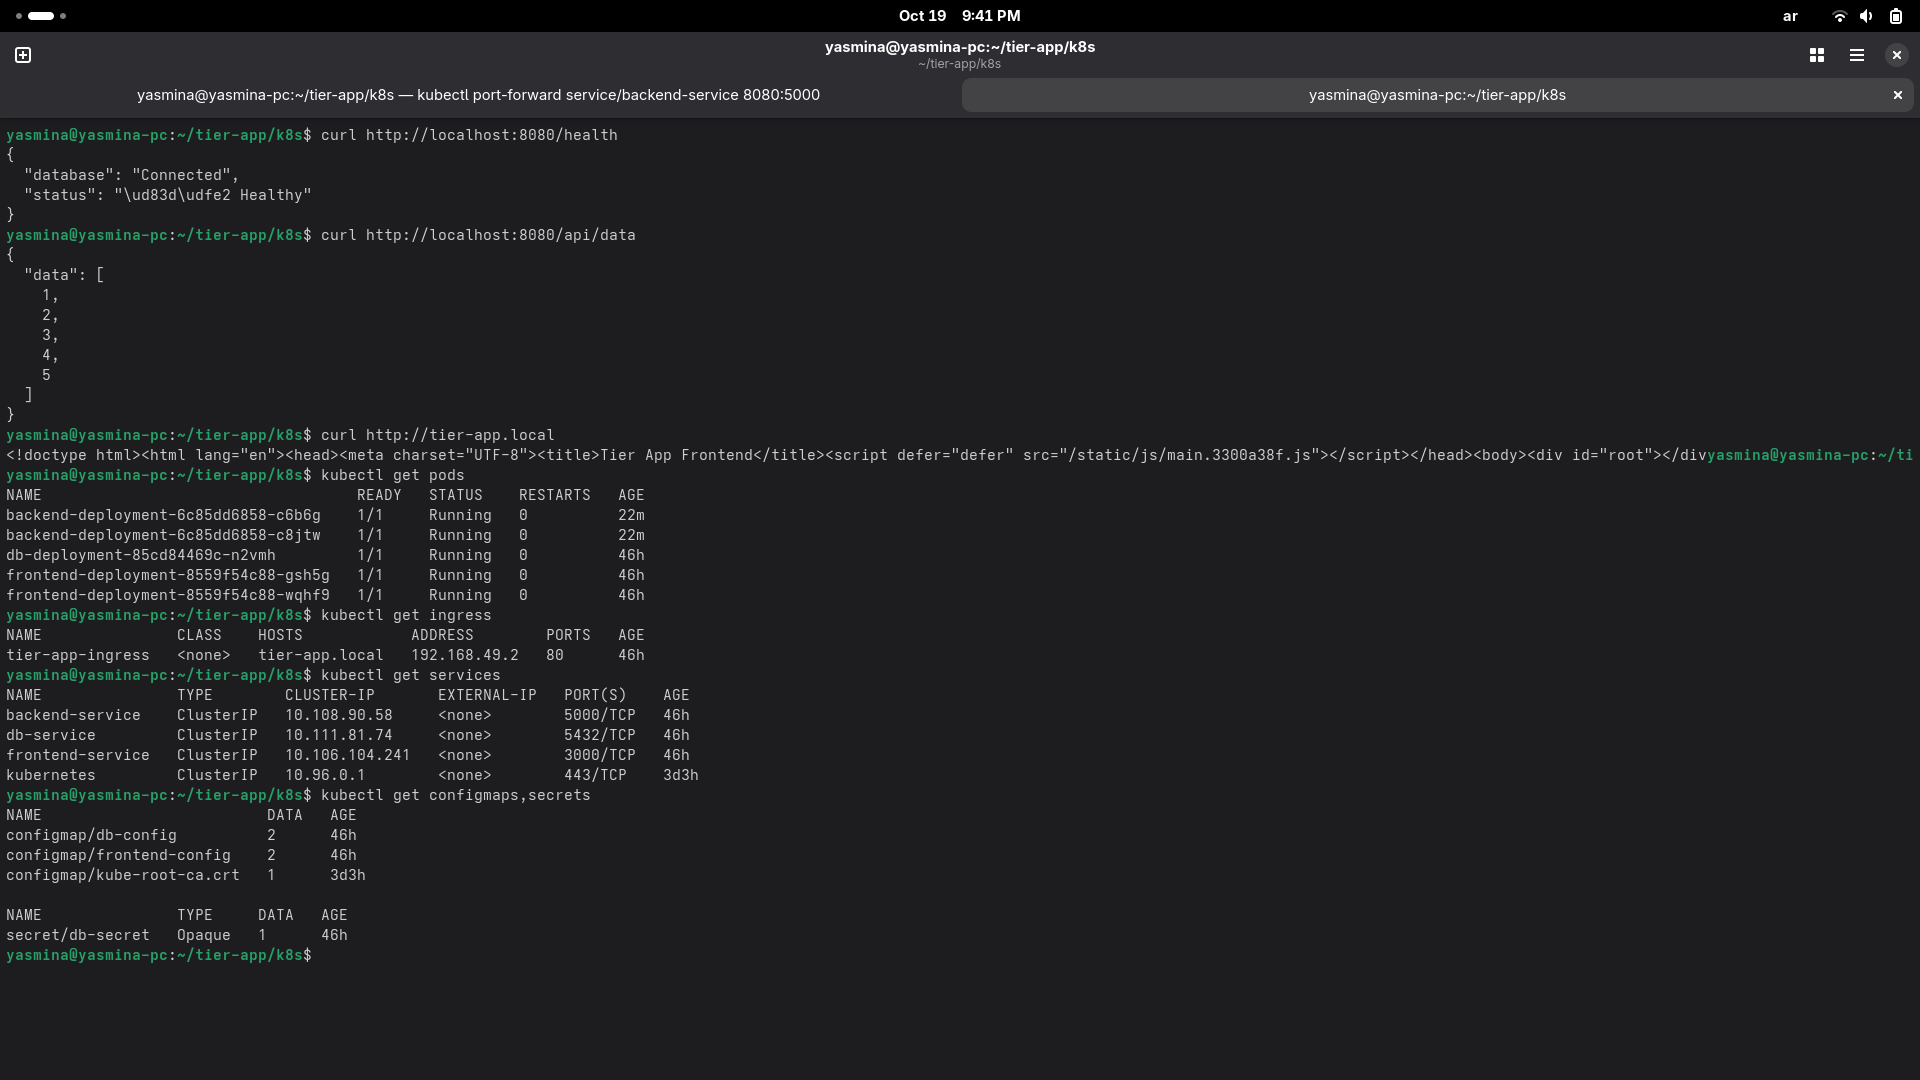 Oct 19 9:41 PM
ar
yasmina@yasmina-pc:~/tier-app/k8s
~/tier-app/k8s
yasmina@yasmina-pc:~/tier-app/k8s — kubectl port-forward service/backend-service 8080:5000
yasmina@yasmina-pc:~/tier-app/k8s
yasmina@yasmina-pc:~/tier-app/k8s$ curl http://localhost:8080/health
{
  "database": "Connected",
  "status": "\ud83d\udfe2 Healthy"
}
yasmina@yasmina-pc:~/tier-app/k8s$ curl http://localhost:8080/api/data
{
  "data": [
    1,
    2,
    3,
    4,
    5
  ]
}
yasmina@yasmina-pc:~/tier-app/k8s$ curl http://tier-app.local
<!doctype html><html lang="en"><head><meta charset="UTF-8"><title>Tier App Frontend</title><script defer="defer" src="/static/js/main.3300a38f.js"></script></head><body><div id="root"></divyasmina@yasmina-pc:~/ti
yasmina@yasmina-pc:~/tier-app/k8s$ kubectl get pods
NAME                                   READY   STATUS    RESTARTS   AGE
backend-deployment-6c85dd6858-c6b6g    1/1     Running   0          22m
backend-deployment-6c85dd6858-c8jtw    1/1     Running   0          22m
db-deployment-85cd84469c-n2vmh         1/1     Running   0          46h
frontend-deployment-8559f54c88-gsh5g   1/1     Running   0          46h
frontend-deployment-8559f54c88-wqhf9   1/1     Running   0          46h
yasmina@yasmina-pc:~/tier-app/k8s$ kubectl get ingress
NAME               CLASS    HOSTS            ADDRESS        PORTS   AGE
tier-app-ingress   <none>   tier-app.local   192.168.49.2   80      46h
yasmina@yasmina-pc:~/tier-app/k8s$ kubectl get services
NAME               TYPE        CLUSTER-IP       EXTERNAL-IP   PORT(S)    AGE
backend-service    ClusterIP   10.108.90.58     <none>        5000/TCP   46h
db-service         ClusterIP   10.111.81.74     <none>        5432/TCP   46h
frontend-service   ClusterIP   10.106.104.241   <none>        3000/TCP   46h
kubernetes         ClusterIP   10.96.0.1        <none>        443/TCP    3d3h
yasmina@yasmina-pc:~/tier-app/k8s$ kubectl get configmaps,secrets
NAME                         DATA   AGE
configmap/db-config          2      46h
configmap/frontend-config    2      46h
configmap/kube-root-ca.crt   1      3d3h

NAME               TYPE     DATA   AGE
secret/db-secret   Opaque   1      46h
yasmina@yasmina-pc:~/tier-app/k8s$